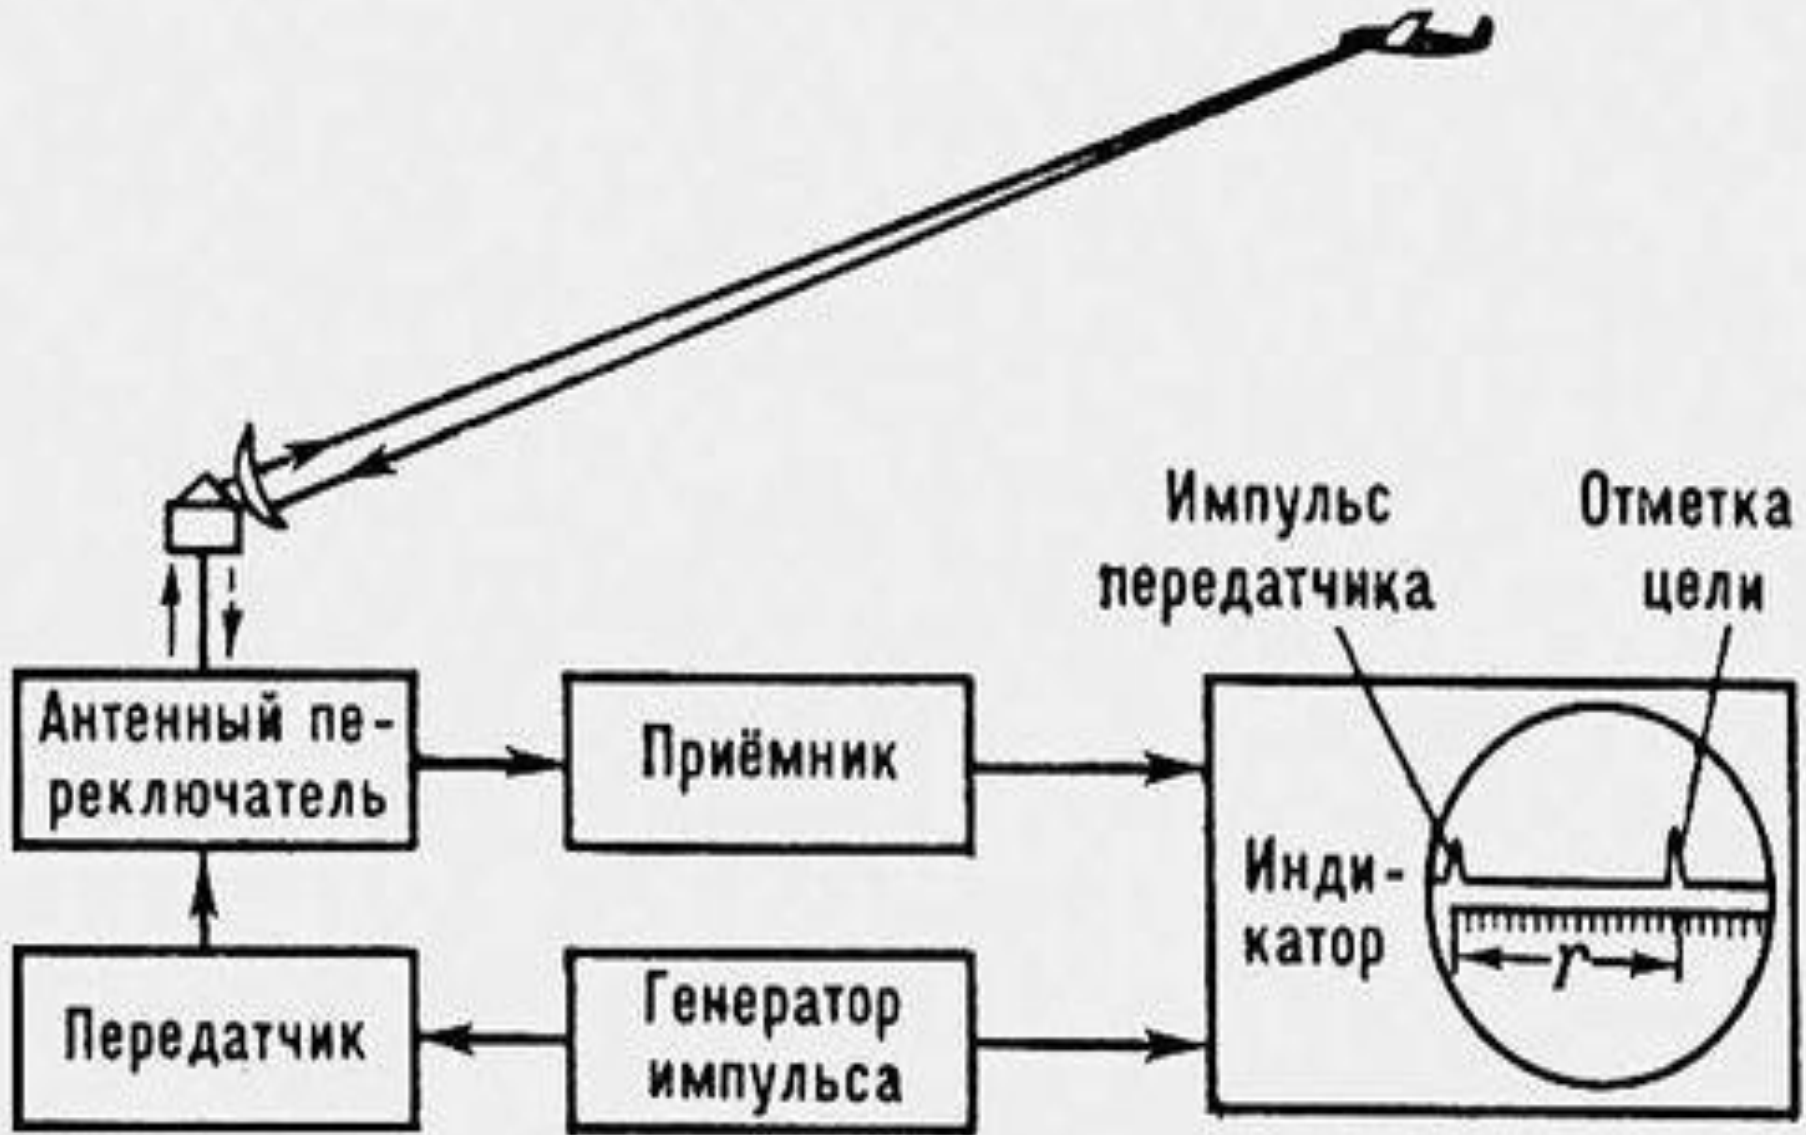 Импульс
передатчика
Отметка
цели
Антенный пе-
реключатель
Приёмник
Инди-
катор
r
Передатчик
Генератор
импульса